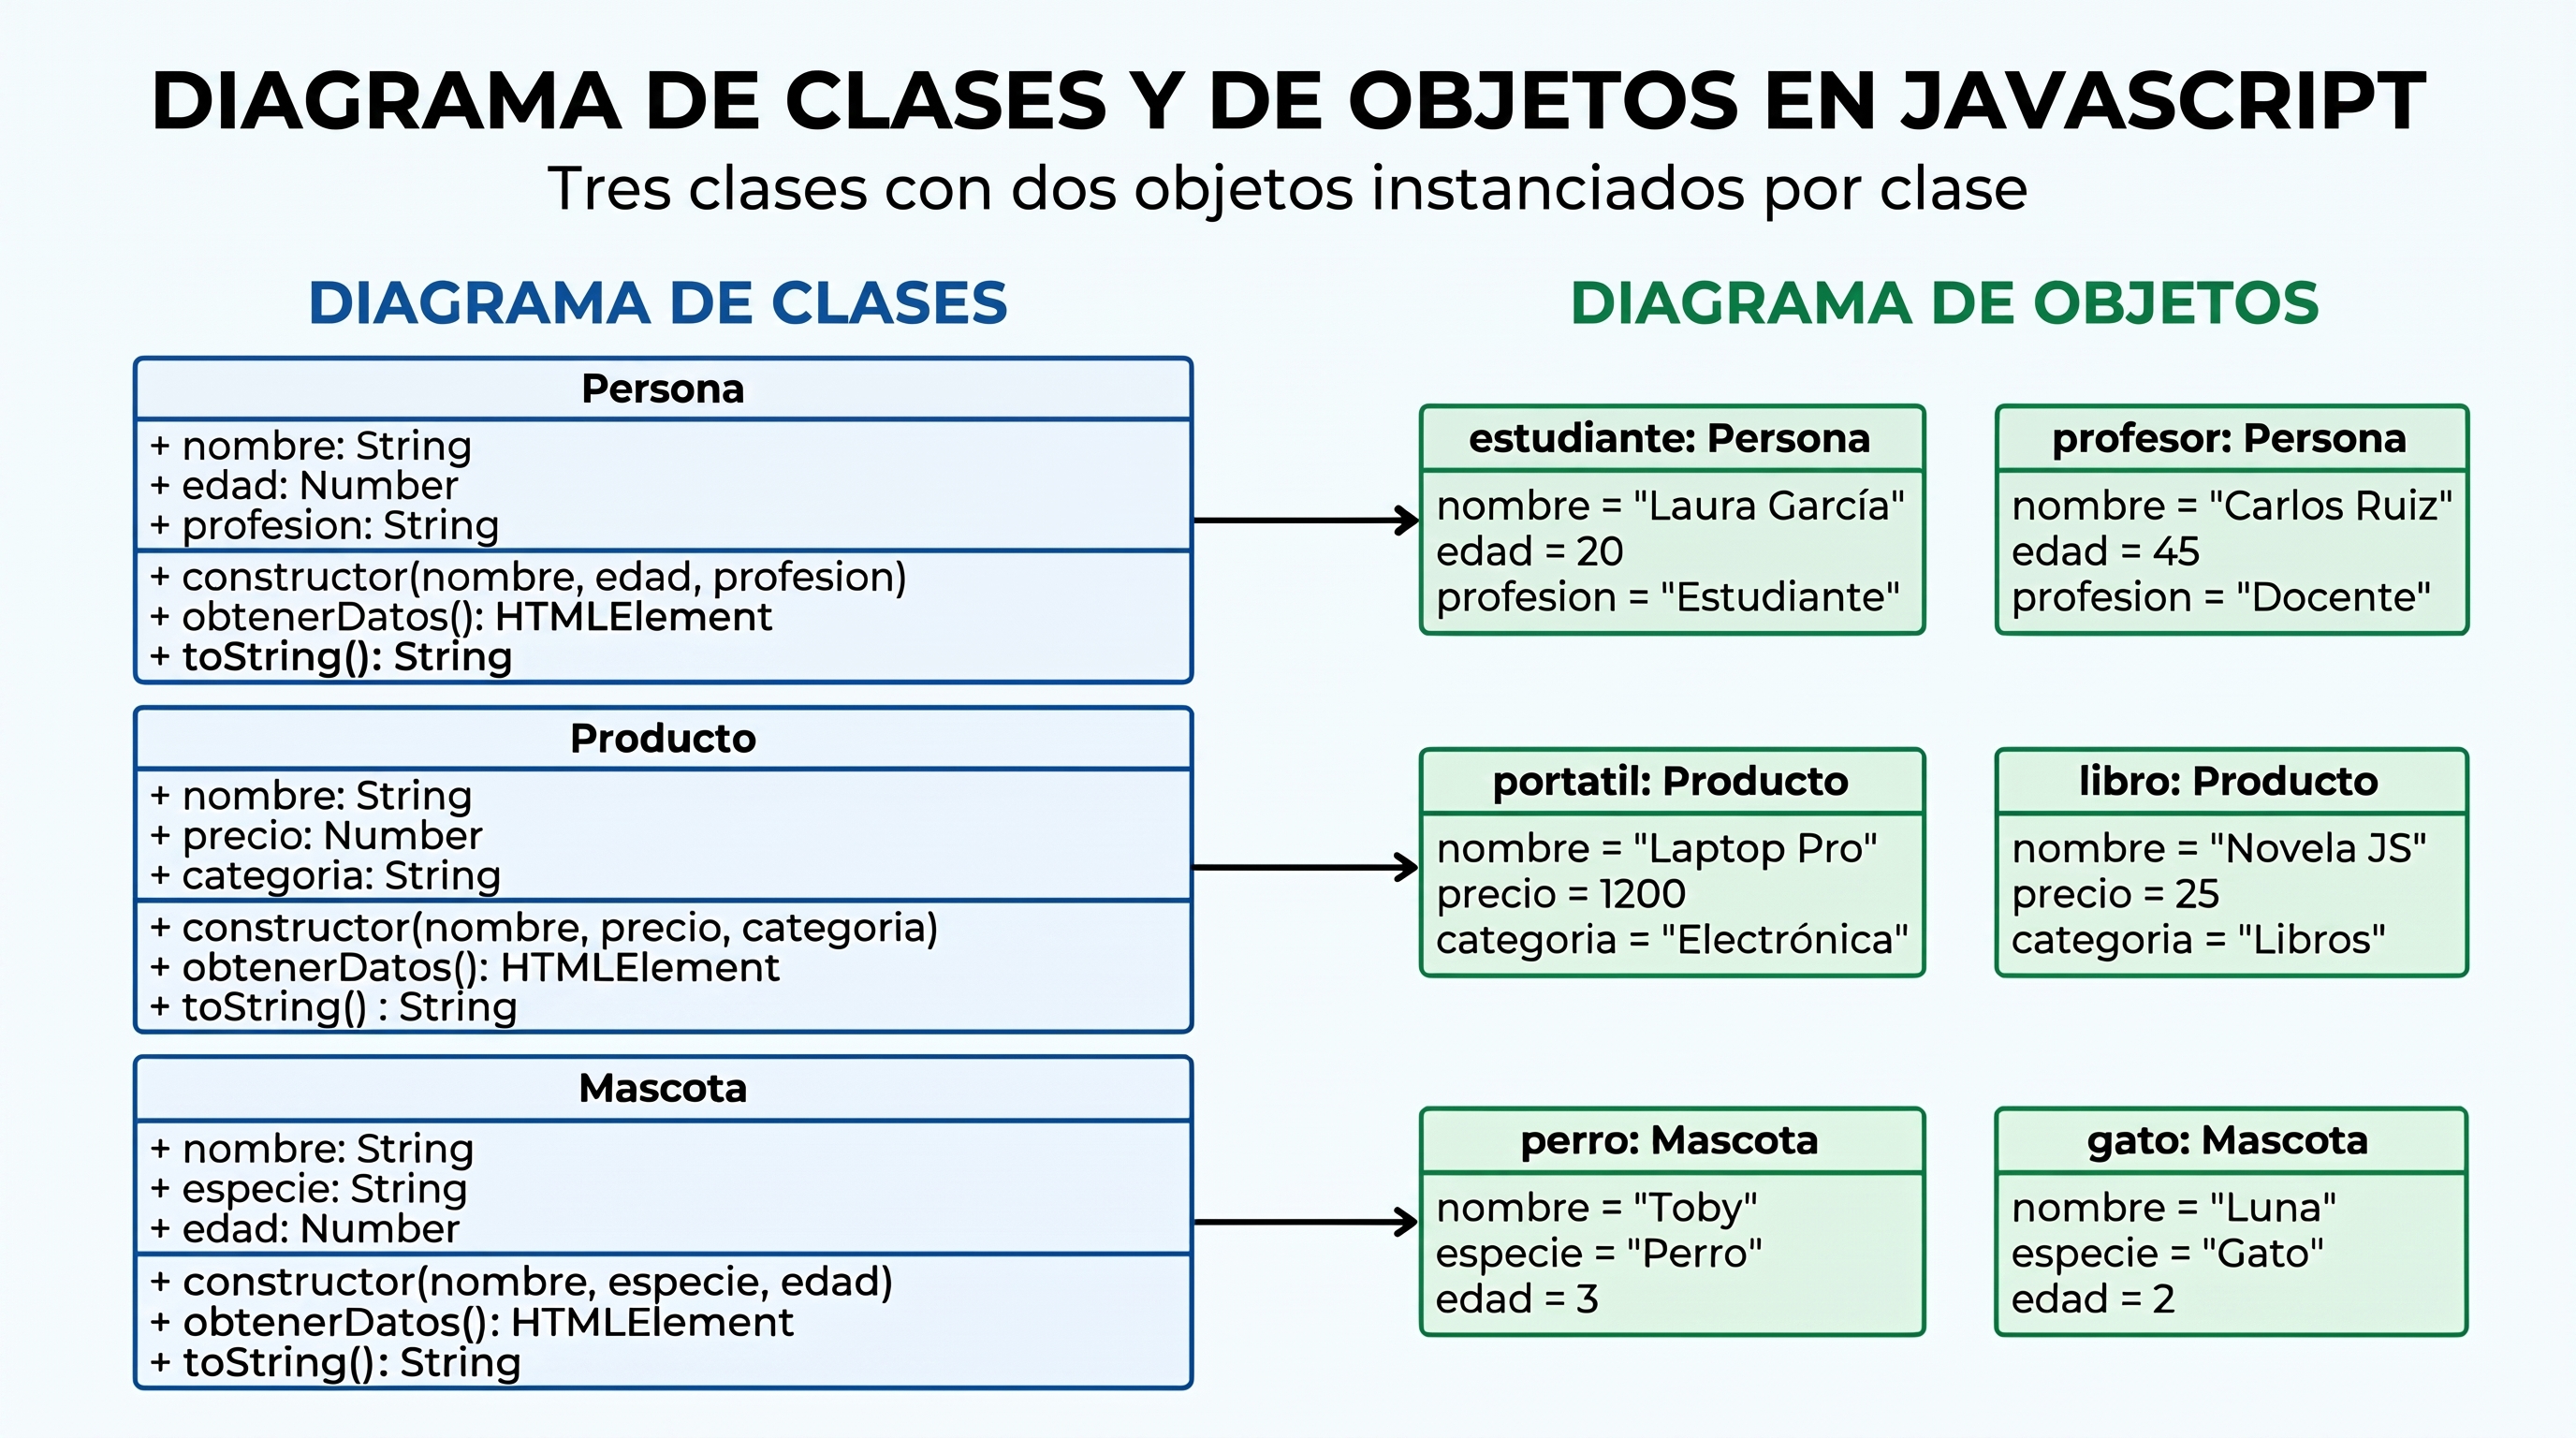 DIAGRAMA DE CLASES Y DE OBJETOS EN JAVASCRIPT
Tres clases con dos objetos instanciados por clase
DIAGRAMA DE CLASES
Persona
+ nombre: String
+ edad: Number
+ profesion: String
+ constructor(nombre, edad, profesion)
+ obtenerDatos(): HTMLElement
+ toString(): String
Producto
+ nombre: String
+ precio: Number
+ categoria: String
+ constructor(nombre, precio, categoria)
+ obtenerDatos(): HTMLElement
+ toString() : String
Mascota
+ nombre: String
+ especie: String
+ edad: Number
+ constructor(nombre, especie, edad)
+ obtenerDatos(): HTMLElement
+ toString(): String
DIAGRAMA DE OBJETOS
estudiante: Persona
nombre = "Laura García"
edad = 20
profesion = "Estudiante"
profesor: Persona
nombre = "Carlos Ruiz"
edad = 45
profesion = "Docente"
portatil: Producto
nombre = "Laptop Pro"
precio = 1200
categoria = "Electrónica"
libro: Producto
nombre = "Novela JS"
precio = 25
categoria = "Libros"
perro: Mascota
nombre = "Toby"
especie = "Perro"
edad = 3
gato: Mascota
nombre = "Luna"
especie = "Gato"
edad = 2